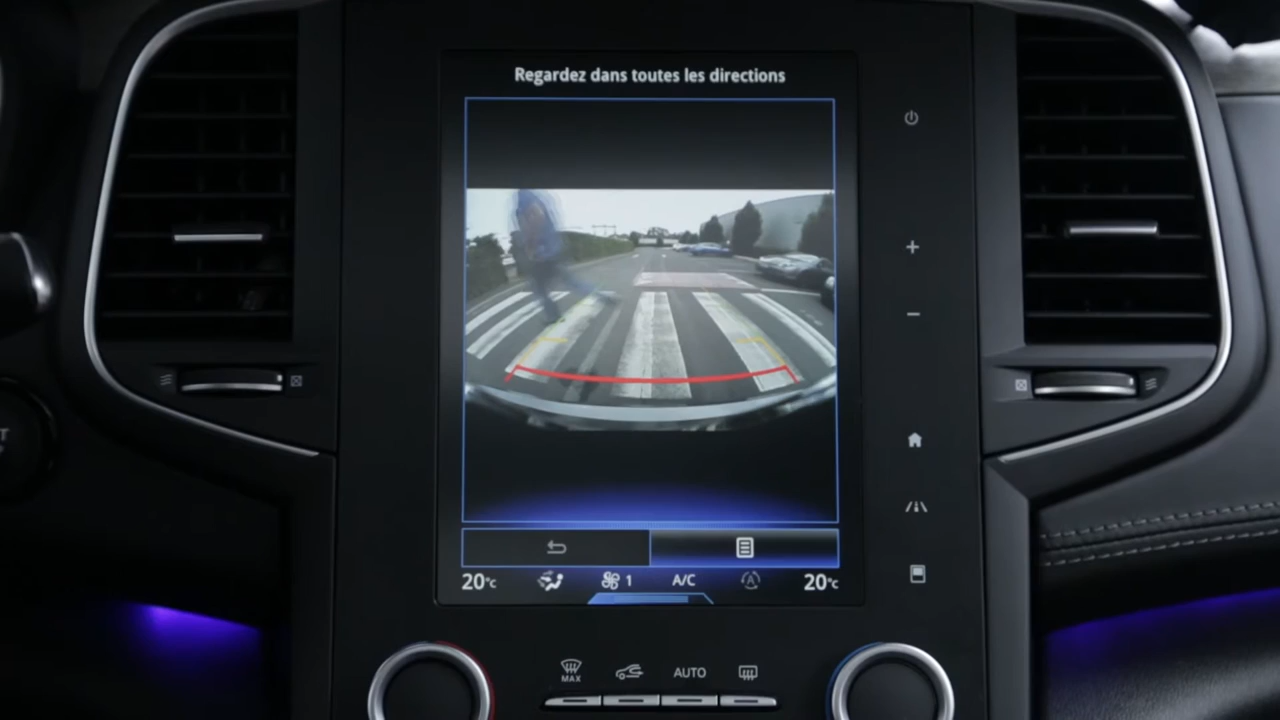 Regardez dans toutes les directions
+
−
20°c 1 A/C A 20°c
MAX AUTO